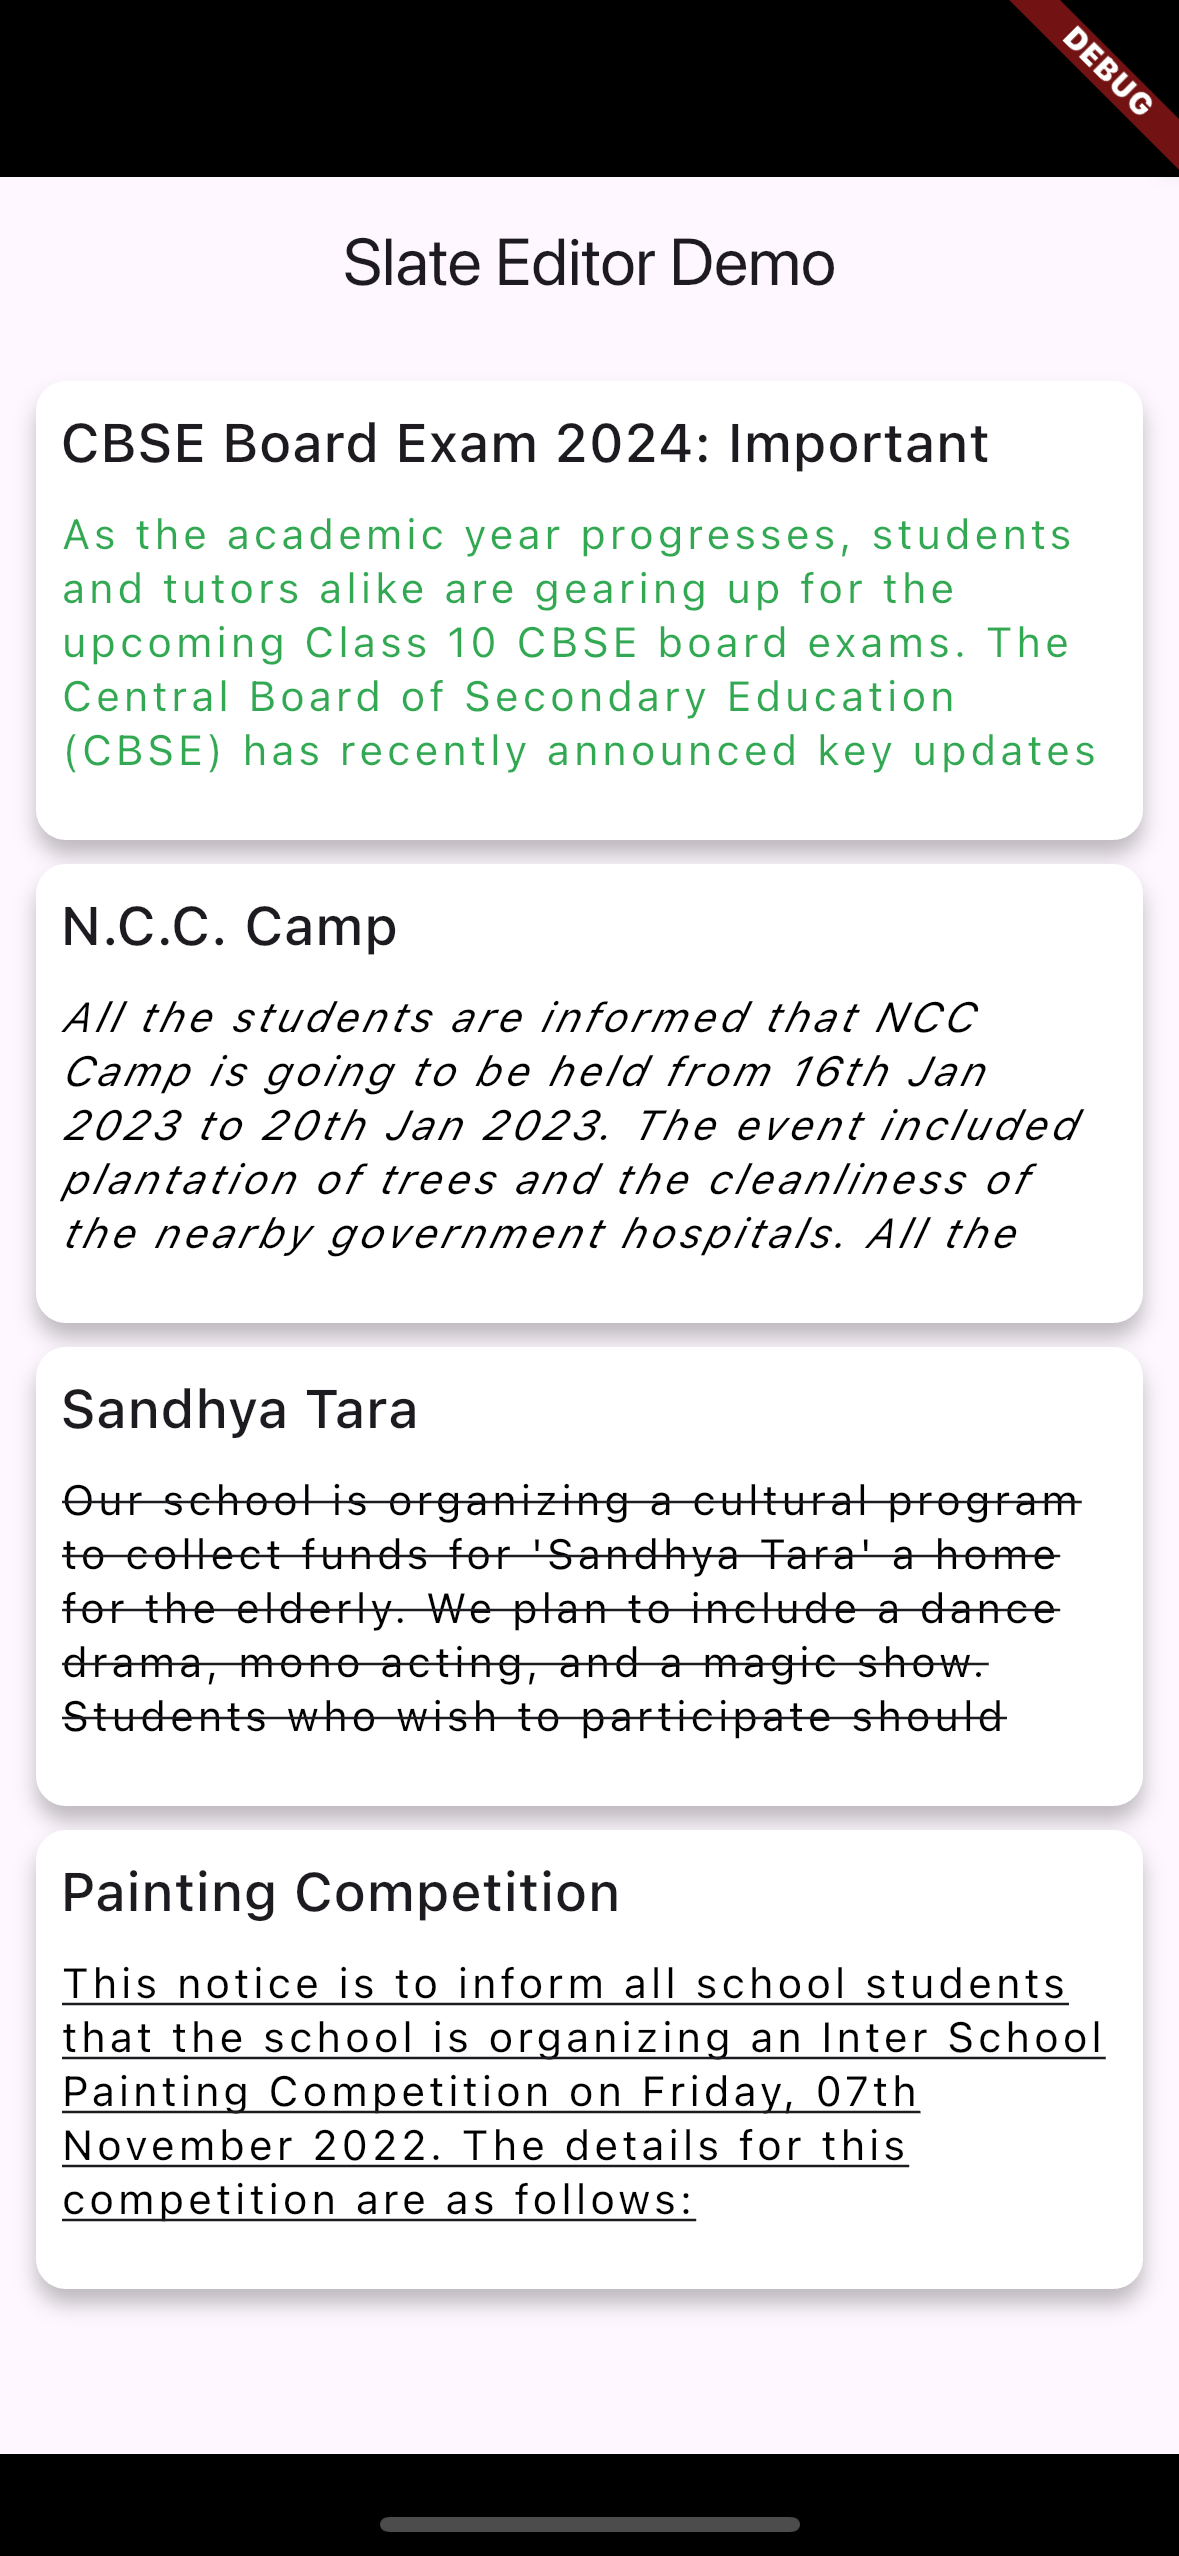 DEBUG
Slate Editor Demo
CBSE Board Exam 2024: Important
As the academic year progresses, students
and tutors alike are gearing up for the
upcoming Class 10 CBSE board exams. The
Central Board of Secondary Education
(CBSE) has recently announced key updates
N.C.C. Camp
All the students are informed that NCC
Camp is going to be held from 16th Jan
2023 to 20th Jan 2023. The event included
plantation of trees and the cleanliness of
the nearby government hospitals. All the
Sandhya Tara
Our school is organizing a cultural program
to collect funds for 'Sandhya Tara' a home
for the elderly. We plan to include a dance
drama, mono acting, and a magic show.
Students who wish to participate should
Painting Competition
This notice is to inform all school students
that the school is organizing an Inter School
Painting Competition on Friday, 07th
November 2022. The details for this
competition are as follows: